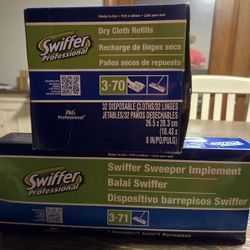 Ready-to-Use • Prêt à employer • Listo para usar
Swiffer
Professional
Dry Cloth Refills
Recharge de linges secs
Paños secos de repuesto
3-70
P&G
Professional
32 DISPOSABLE CLOTHS/32 LINGES
JETABLES/32 PAÑOS DESECHABLES
26.5 x 20.3 cm
(10.43 x
8 IN/PO/PULG)
Swiffer
Professional
Swiffer Sweeper Implement
Balai Swiffer
Dispositivo barrepisos Swiffer
3-71